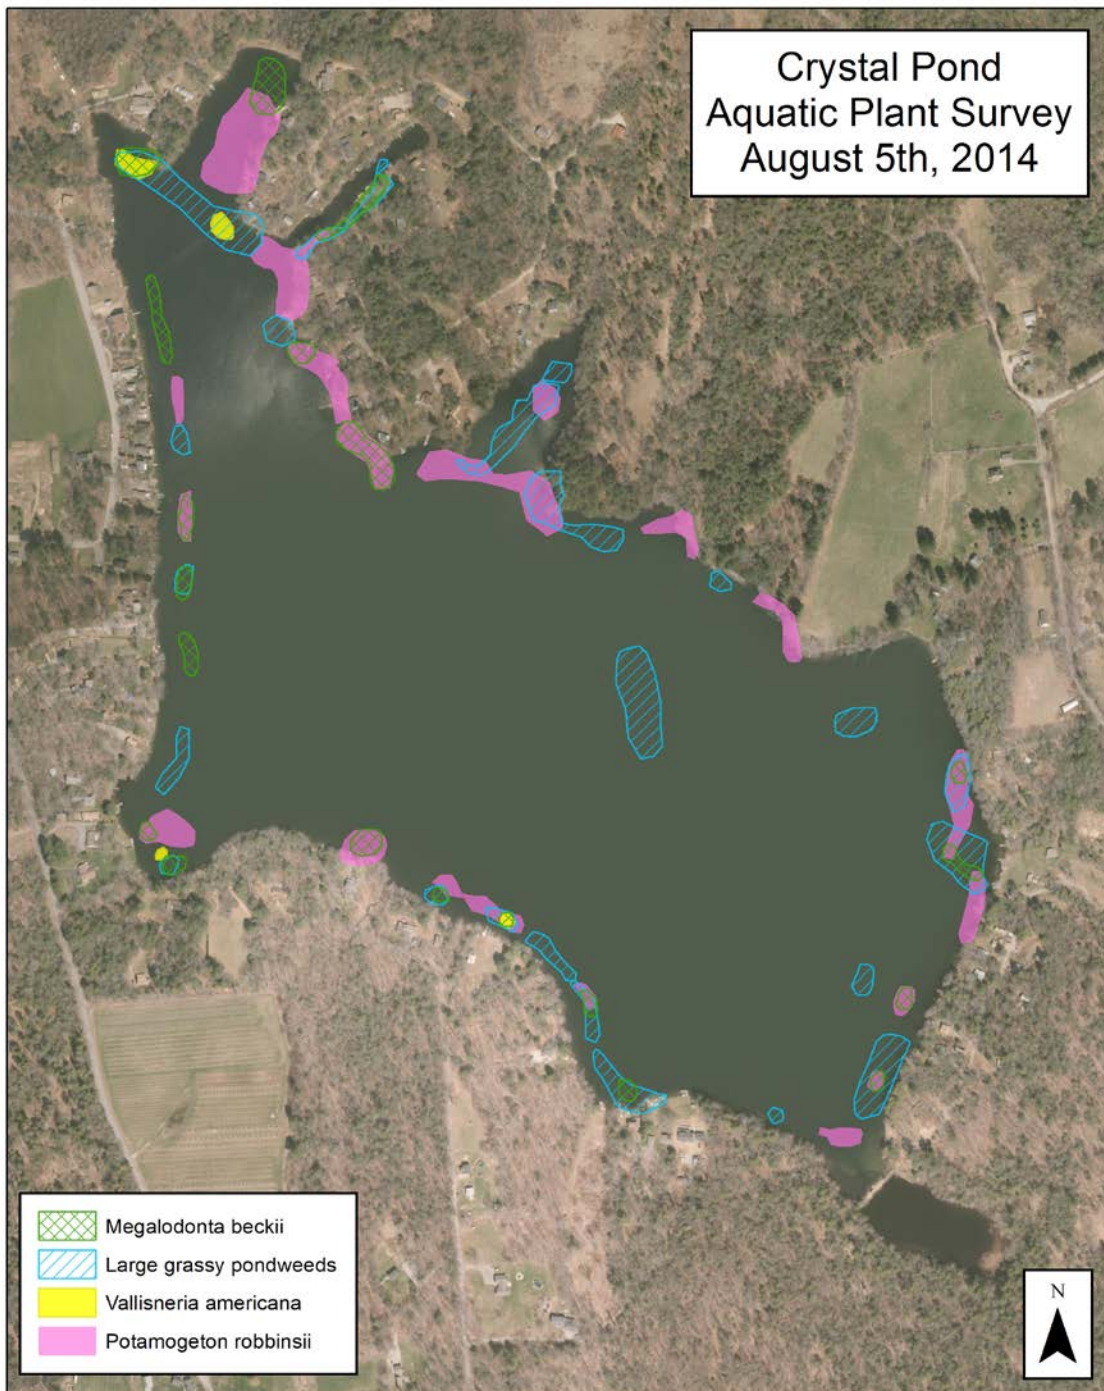 Crystal Pond
Aquatic Plant Survey
August 5th, 2014
Megalodonta beckii
Large grassy pondweeds
Vallisneria americana
Potamogeton robbinsii
N